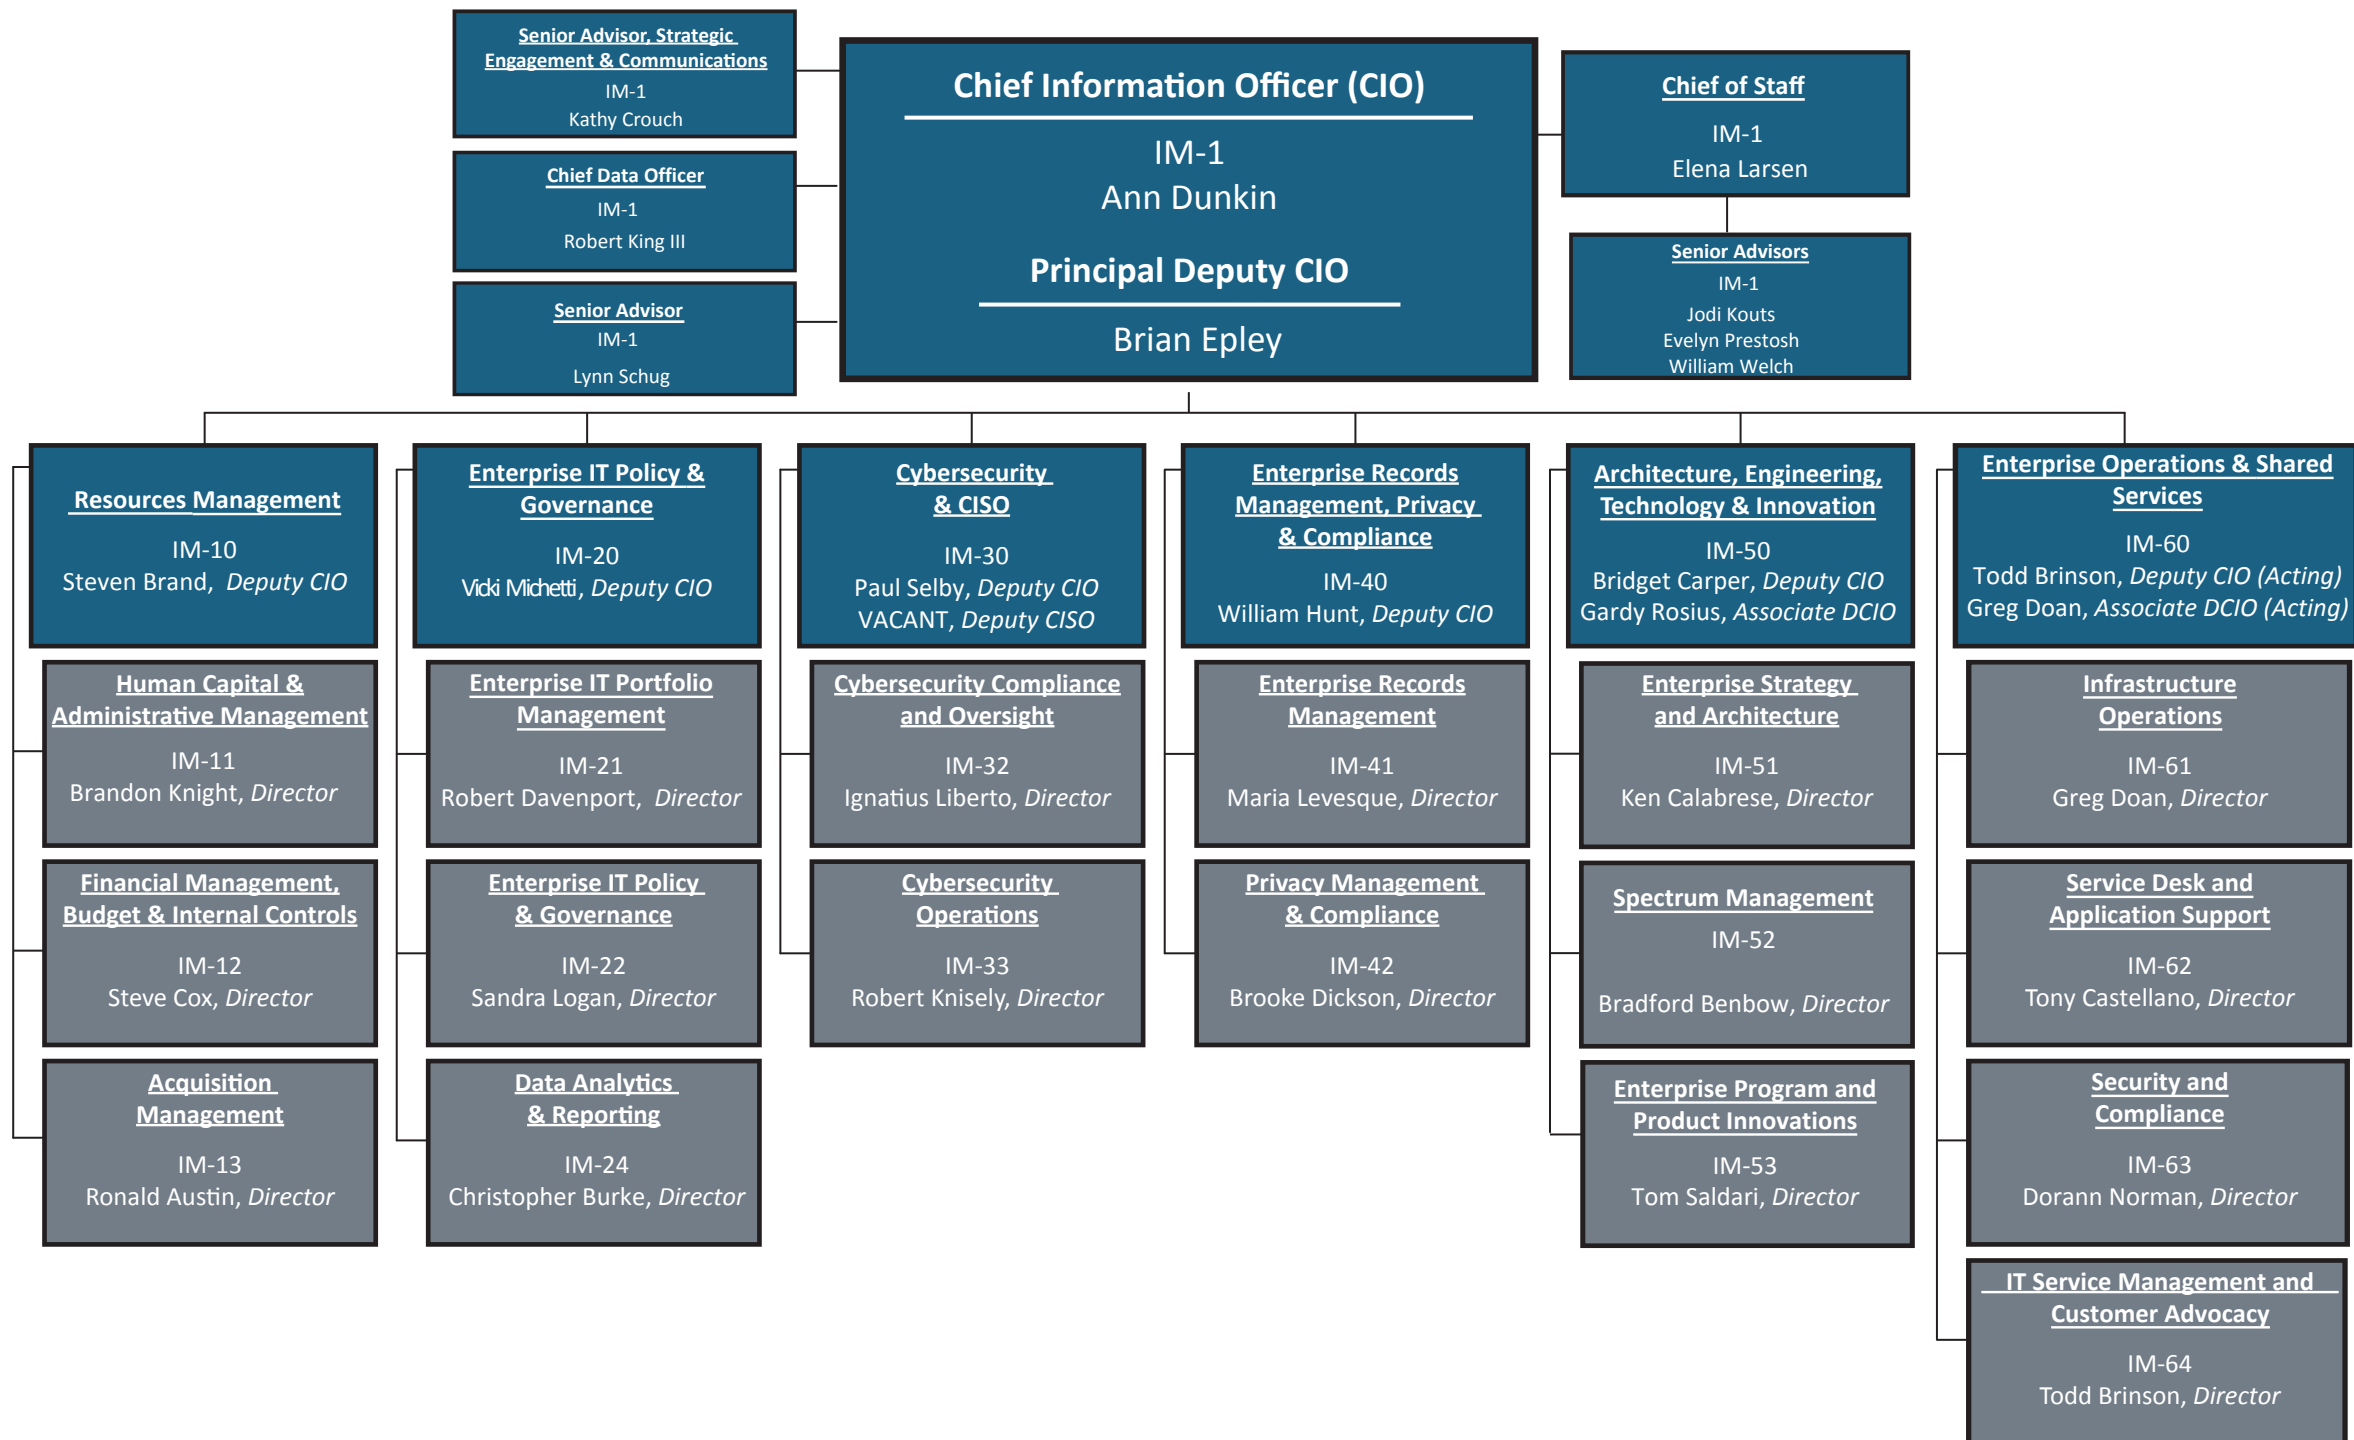 Senior Advisor, Strategic
Engagement & Communications
IM-1
Kathy Crouch
Chief Data Officer
IM-1
Robert King III
Senior Advisor
IM-1
Lynn Schug
Chief Information Officer (CIO)
IM-1
Ann Dunkin
Principal Deputy CIO
Brian Epley
Chief of Staff
IM-1
Elena Larsen
Senior Advisors
IM-1
Jodi Kouts
Evelyn Prestosh
William Welch
Resources Management
IM-10
Steven Brand, Deputy CIO
Human Capital &
Administrative Management
IM-11
Brandon Knight, Director
Financial Management,
Budget & Internal Controls
IM-12
Steve Cox, Director
Acquisition
Management
IM-13
Ronald Austin, Director
Enterprise IT Policy &
Governance
IM-20
Vicki Michetti, Deputy CIO
Enterprise IT Portfolio
Management
IM-21
Robert Davenport, Director
Enterprise IT Policy
& Governance
IM-22
Sandra Logan, Director
Data Analytics
& Reporting
IM-24
Christopher Burke, Director
Cybersecurity
& CISO
IM-30
Paul Selby, Deputy CIO
VACANT, Deputy CISO
Cybersecurity Compliance
and Oversight
IM-32
Ignatius Liberto, Director
Cybersecurity
Operations
IM-33
Robert Knisely, Director
Enterprise Records
Management, Privacy
& Compliance
IM-40
William Hunt, Deputy CIO
Enterprise Records
Management
IM-41
Maria Levesque, Director
Privacy Management
& Compliance
IM-42
Brooke Dickson, Director
Architecture, Engineering,
Technology & Innovation
IM-50
Bridget Carper, Deputy CIO
Gardy Rosius, Associate DCIO
Enterprise Strategy
and Architecture
IM-51
Ken Calabrese, Director
Spectrum Management
IM-52
Bradford Benbow, Director
Enterprise Program and
Product Innovations
IM-53
Tom Saldari, Director
Enterprise Operations & Shared
Services
IM-60
Todd Brinson, Deputy CIO (Acting)
Greg Doan, Associate DCIO (Acting)
Infrastructure
Operations
IM-61
Greg Doan, Director
Service Desk and
Application Support
IM-62
Tony Castellano, Director
Security and
Compliance
IM-63
Dorann Norman, Director
IT Service Management and
Customer Advocacy
IM-64
Todd Brinson, Director